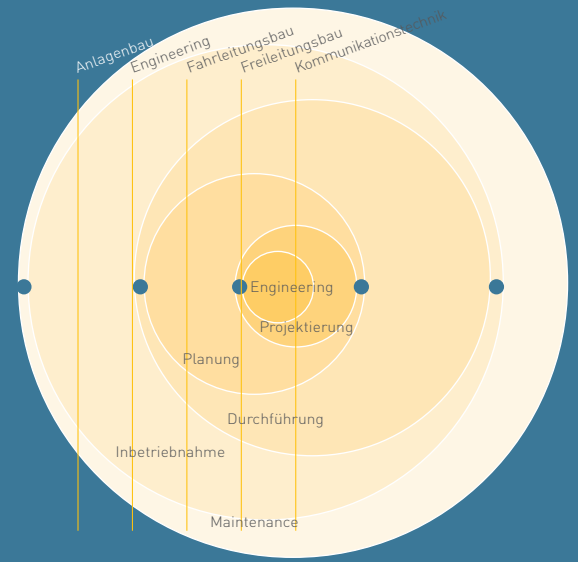 Anlagenbau
Engineering
Fahrleitungsbau
Freileitungsbau
Kommunikationstechnik
Engineering
Projektierung
Planung
Durchführung
Inbetriebnahme
Maintenance